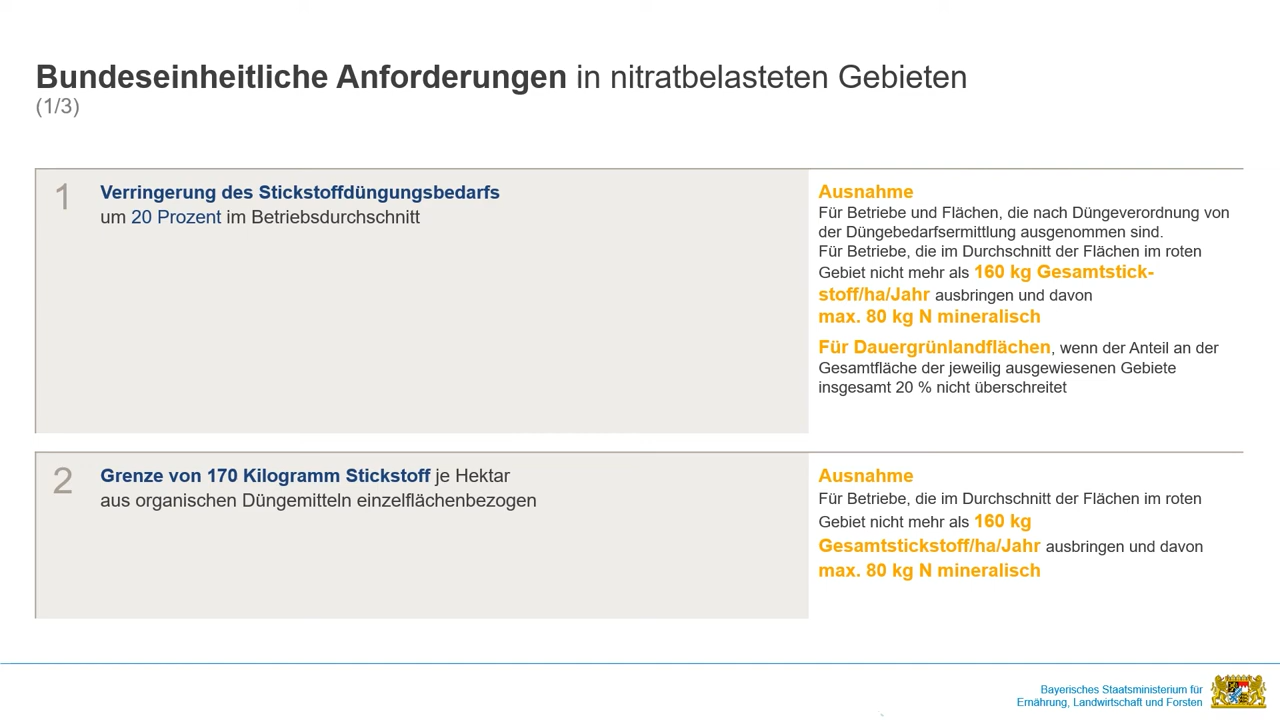 Bundeseinheitliche Anforderungen in nitratbelasteten Gebieten
(1/3)
1
Verringerung des Stickstoffdüngungsbedarfs
um 20 Prozent im Betriebsdurchschnitt
Ausnahme
Für Betriebe und Flächen, die nach Düngeverordnung von
der Düngebedarfsermittlung ausgenommen sind.
Für Betriebe, die im Durchschnitt der Flächen im roten
Gebiet nicht mehr als 160 kg Gesamtstick-
stoff/ha/Jahr ausbringen und davon
max. 80 kg N mineralisch
Für Dauergrünlandflächen, wenn der Anteil an der
Gesamtfläche der jeweilig ausgewiesenen Gebiete
insgesamt 20 % nicht überschreitet
2
Grenze von 170 Kilogramm Stickstoff je Hektar
aus organischen Düngemitteln einzelflächenbezogen
Ausnahme
Für Betriebe, die im Durchschnitt der Flächen im roten
Gebiet nicht mehr als 160 kg
Gesamtstickstoff/ha/Jahr ausbringen und davon
max. 80 kg N mineralisch
Bayerisches Staatsministerium für
Ernährung, Landwirtschaft und Forsten